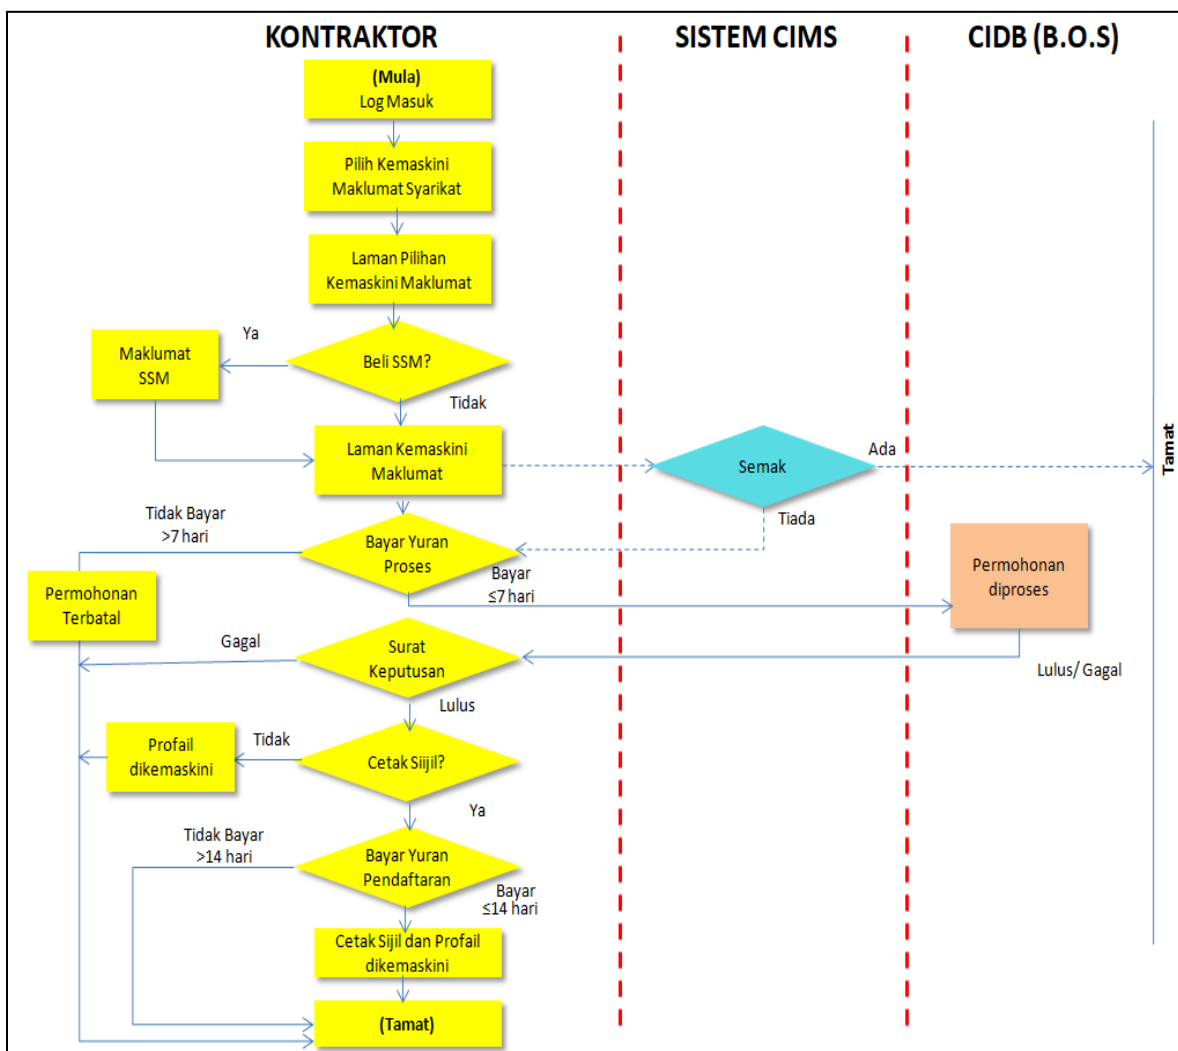 KONTRAKTOR
SISTEM CIMS
CIDB (B.O.S)
(Mula)
Log Masuk
Pilih Kemaskini
Maklumat Syarikat
Laman Pilihan
Kemaskini Maklumat
Ya
Beli SSM?
Maklumat
SSM
Tidak
Laman Kemaskini
Maklumat
Semak
Ada
Tamat
Tiada
Tidak Bayar
>7 hari
Bayar Yuran
Proses
Bayar
≤7 hari
Permohonan
diproses
Permohonan
Terbatal
Gagal
Surat
Keputusan
Lulus/ Gagal
Lulus
Profail
dikemaskini
Tidak
Cetak Siijil?
Ya
Tidak Bayar
>14 hari
Bayar Yuran
Pendaftaran
Bayar
≤14 hari
Cetak Sijil dan Profail
dikemaskini
(Tamat)